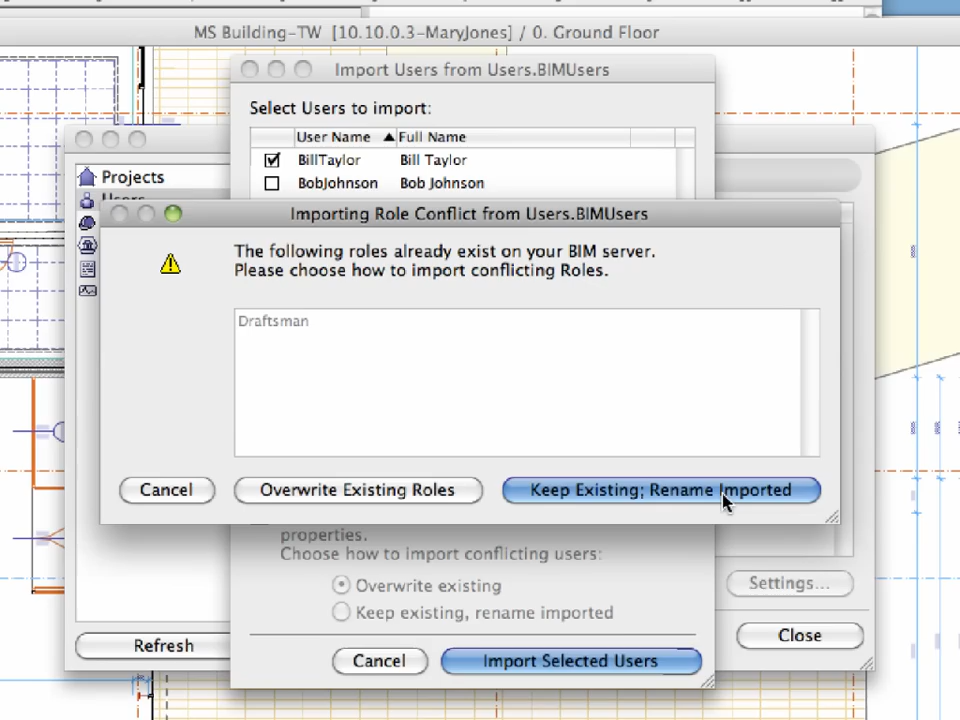 MS Building-TW [10.10.0.3-MaryJones] / 0. Ground Floor
Import Users from Users.BIMUsers
Select Users to import:
User Name Full Name
BillTaylor Bill Taylor
BobJohnson Bob Johnson
Projects
Users
Importing Role Conflict from Users.BIMUsers
The following roles already exist on your BIM server.
Please choose how to import conflicting Roles.
Draftsman
Cancel Overwrite Existing Roles Keep Existing; Rename Imported
properties.
Choose how to import conflicting users:
Overwrite existing
Keep existing, rename imported
Settings...
Refresh
Close
Cancel Import Selected Users